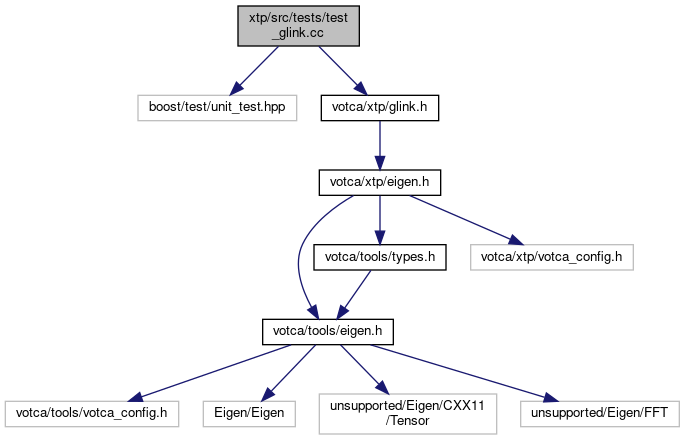 xtp/src/tests/test
_glink.cc
boost/test/unit_test.hpp
votca/xtp/glink.h
votca/xtp/eigen.h
votca/tools/types.h
votca/xtp/votca_config.h
votca/tools/eigen.h
votca/tools/votca_config.h
Eigen/Eigen
unsupported/Eigen/CXX11
/Tensor
unsupported/Eigen/FFT